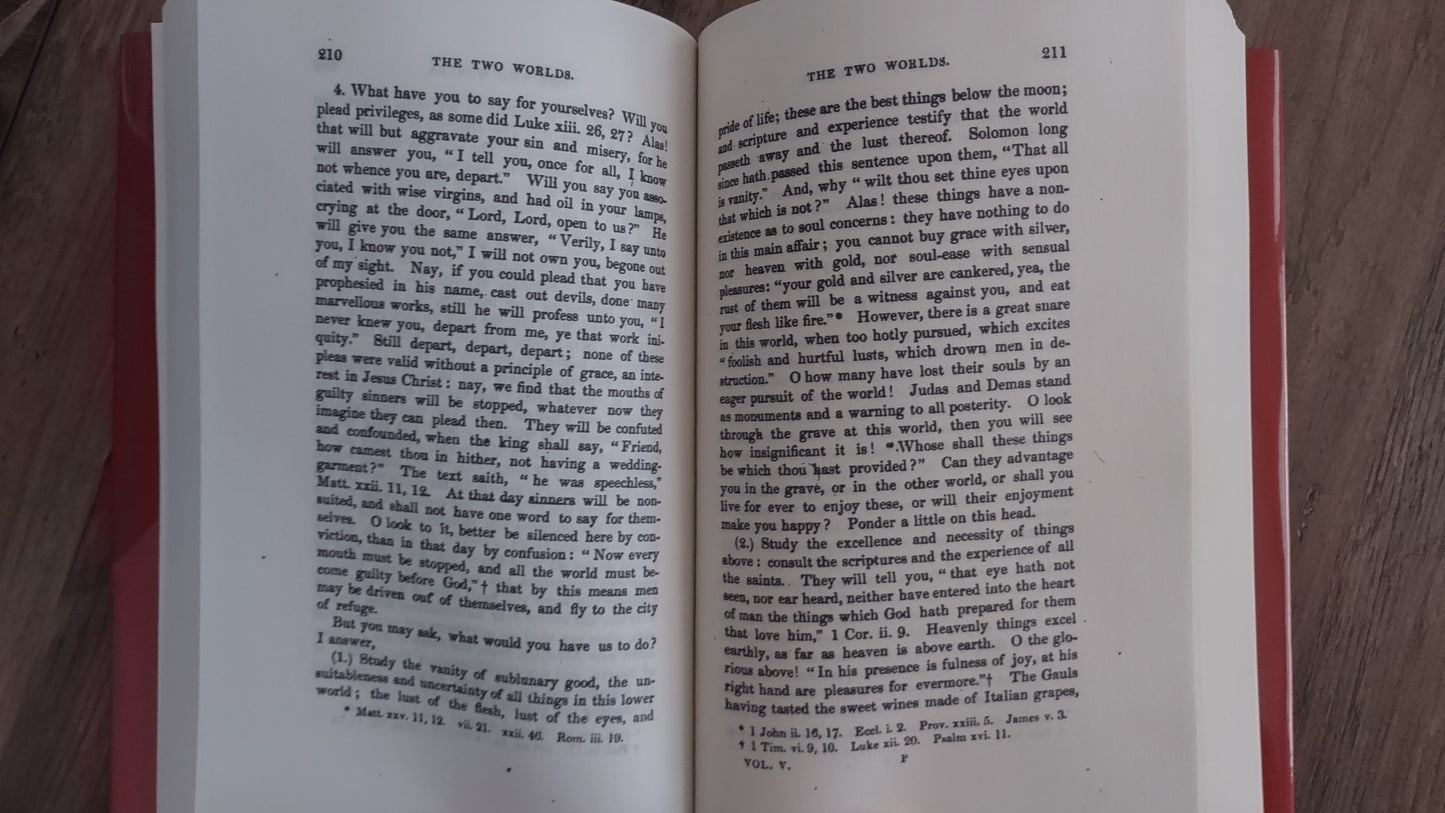 210
THE TWO WORLDS.
4. What have you to say for yourselves? Will you
plead privileges, as some did Luke xiii. 26, 27? Alas!
that will but aggravate your sin and misery, for he
will answer you, “I tell you, once for all, I know
not whence you are, depart.” Will you say you asso-
ciated with wise virgins, and had oil in your lamps,
crying at the door, “Lord, Lord, open to us?” He
will give you the same answer, “Verily, I say unto
you, I know you not,” I will not own you, begone out
of my sight. Nay, if you could plead that you have
prophesied in his name, cast out devils, done many
marvellous works, still he will profess unto you, “I
never knew you, depart from me, ye that work ini-
quity.” Still depart, depart, depart; none of these
pleas were valid without a principle of grace, an inte-
rest in Jesus Christ: nay, we find that the mouths of
guilty sinners will be stopped, whatever now they
imagine they can plead then. They will be confuted
and confounded, when the king shall say, “Friend,
how camest thou in hither, not having a wedding-
garment?” The text saith, “he was speechless,”
Matt. xxii. 11, 12. At that day sinners will be non-
suited, and shall not have one word to say for them-
selves. O look to it, better be silenced here by con-
viction, than in that day by confusion: “Now every
mouth must be stopped, and all the world must be-
come guilty before God,”† that by this means men
may be driven out of themselves, and fly to the city
of refuge.
But you may ask, what would you have us to do?
I answer,
(1.) Study the vanity of sublunary good, the un-
suitableness and uncertainty of all things in this lower
world; the lust of the flesh, lust of the eyes, and
* Matt. xxv. 11, 12. vii. 21. xxii. 46. Rom. iii. 19.
211
THE TWO WORLDS.
pride of life; these are the best things below the moon;
and scripture and experience testify that the world
passeth away and the lust thereof. Solomon long
since hath passed this sentence upon them, “That all
is vanity.” And, why “wilt thou set thine eyes upon
that which is not?” Alas! these things have a non-
existence as to soul concerns: they have nothing to do
in this main affair; you cannot buy grace with silver,
nor heaven with gold, nor soul-ease with sensual
pleasures: “your gold and silver are cankered, yea, the
rust of them will be a witness against you, and eat
your flesh like fire.”* However, there is a great snare
in this world, when too hotly pursued, which excites
“foolish and hurtful lusts, which drown men in de-
struction.” O how many have lost their souls by an
eager pursuit of the world! Judas and Demas stand
as monuments and a warning to all posterity. O look
through the grave at this world, then you will see
how insignificant it is! “Whose shall these things
be which thou hast provided?” Can they advantage
you in the grave, or in the other world, or shall you
live for ever to enjoy these, or will their enjoyment
make you happy? Ponder a little on this head.
(2.) Study the excellence and necessity of things
above: consult the scriptures and the experience of all
the saints. They will tell you, “that eye hath not
seen, nor ear heard, neither have entered into the heart
of man the things which God hath prepared for them
that love him,” 1 Cor. ii. 9. Heavenly things excel
earthly, as far as heaven is above earth. O the glo-
rious above! “In his presence is fulness of joy, at his
right hand are pleasures for evermore.”† The Gauls
having tasted the sweet wines made of Italian grapes,
* 1 John ii. 16, 17. Eccl. i. 2. Prov. xxiii. 5. James v. 3.
† 1 Tim. vi. 9, 10. Luke xii. 20. Psalm xvi. 11.
VOL. V. P